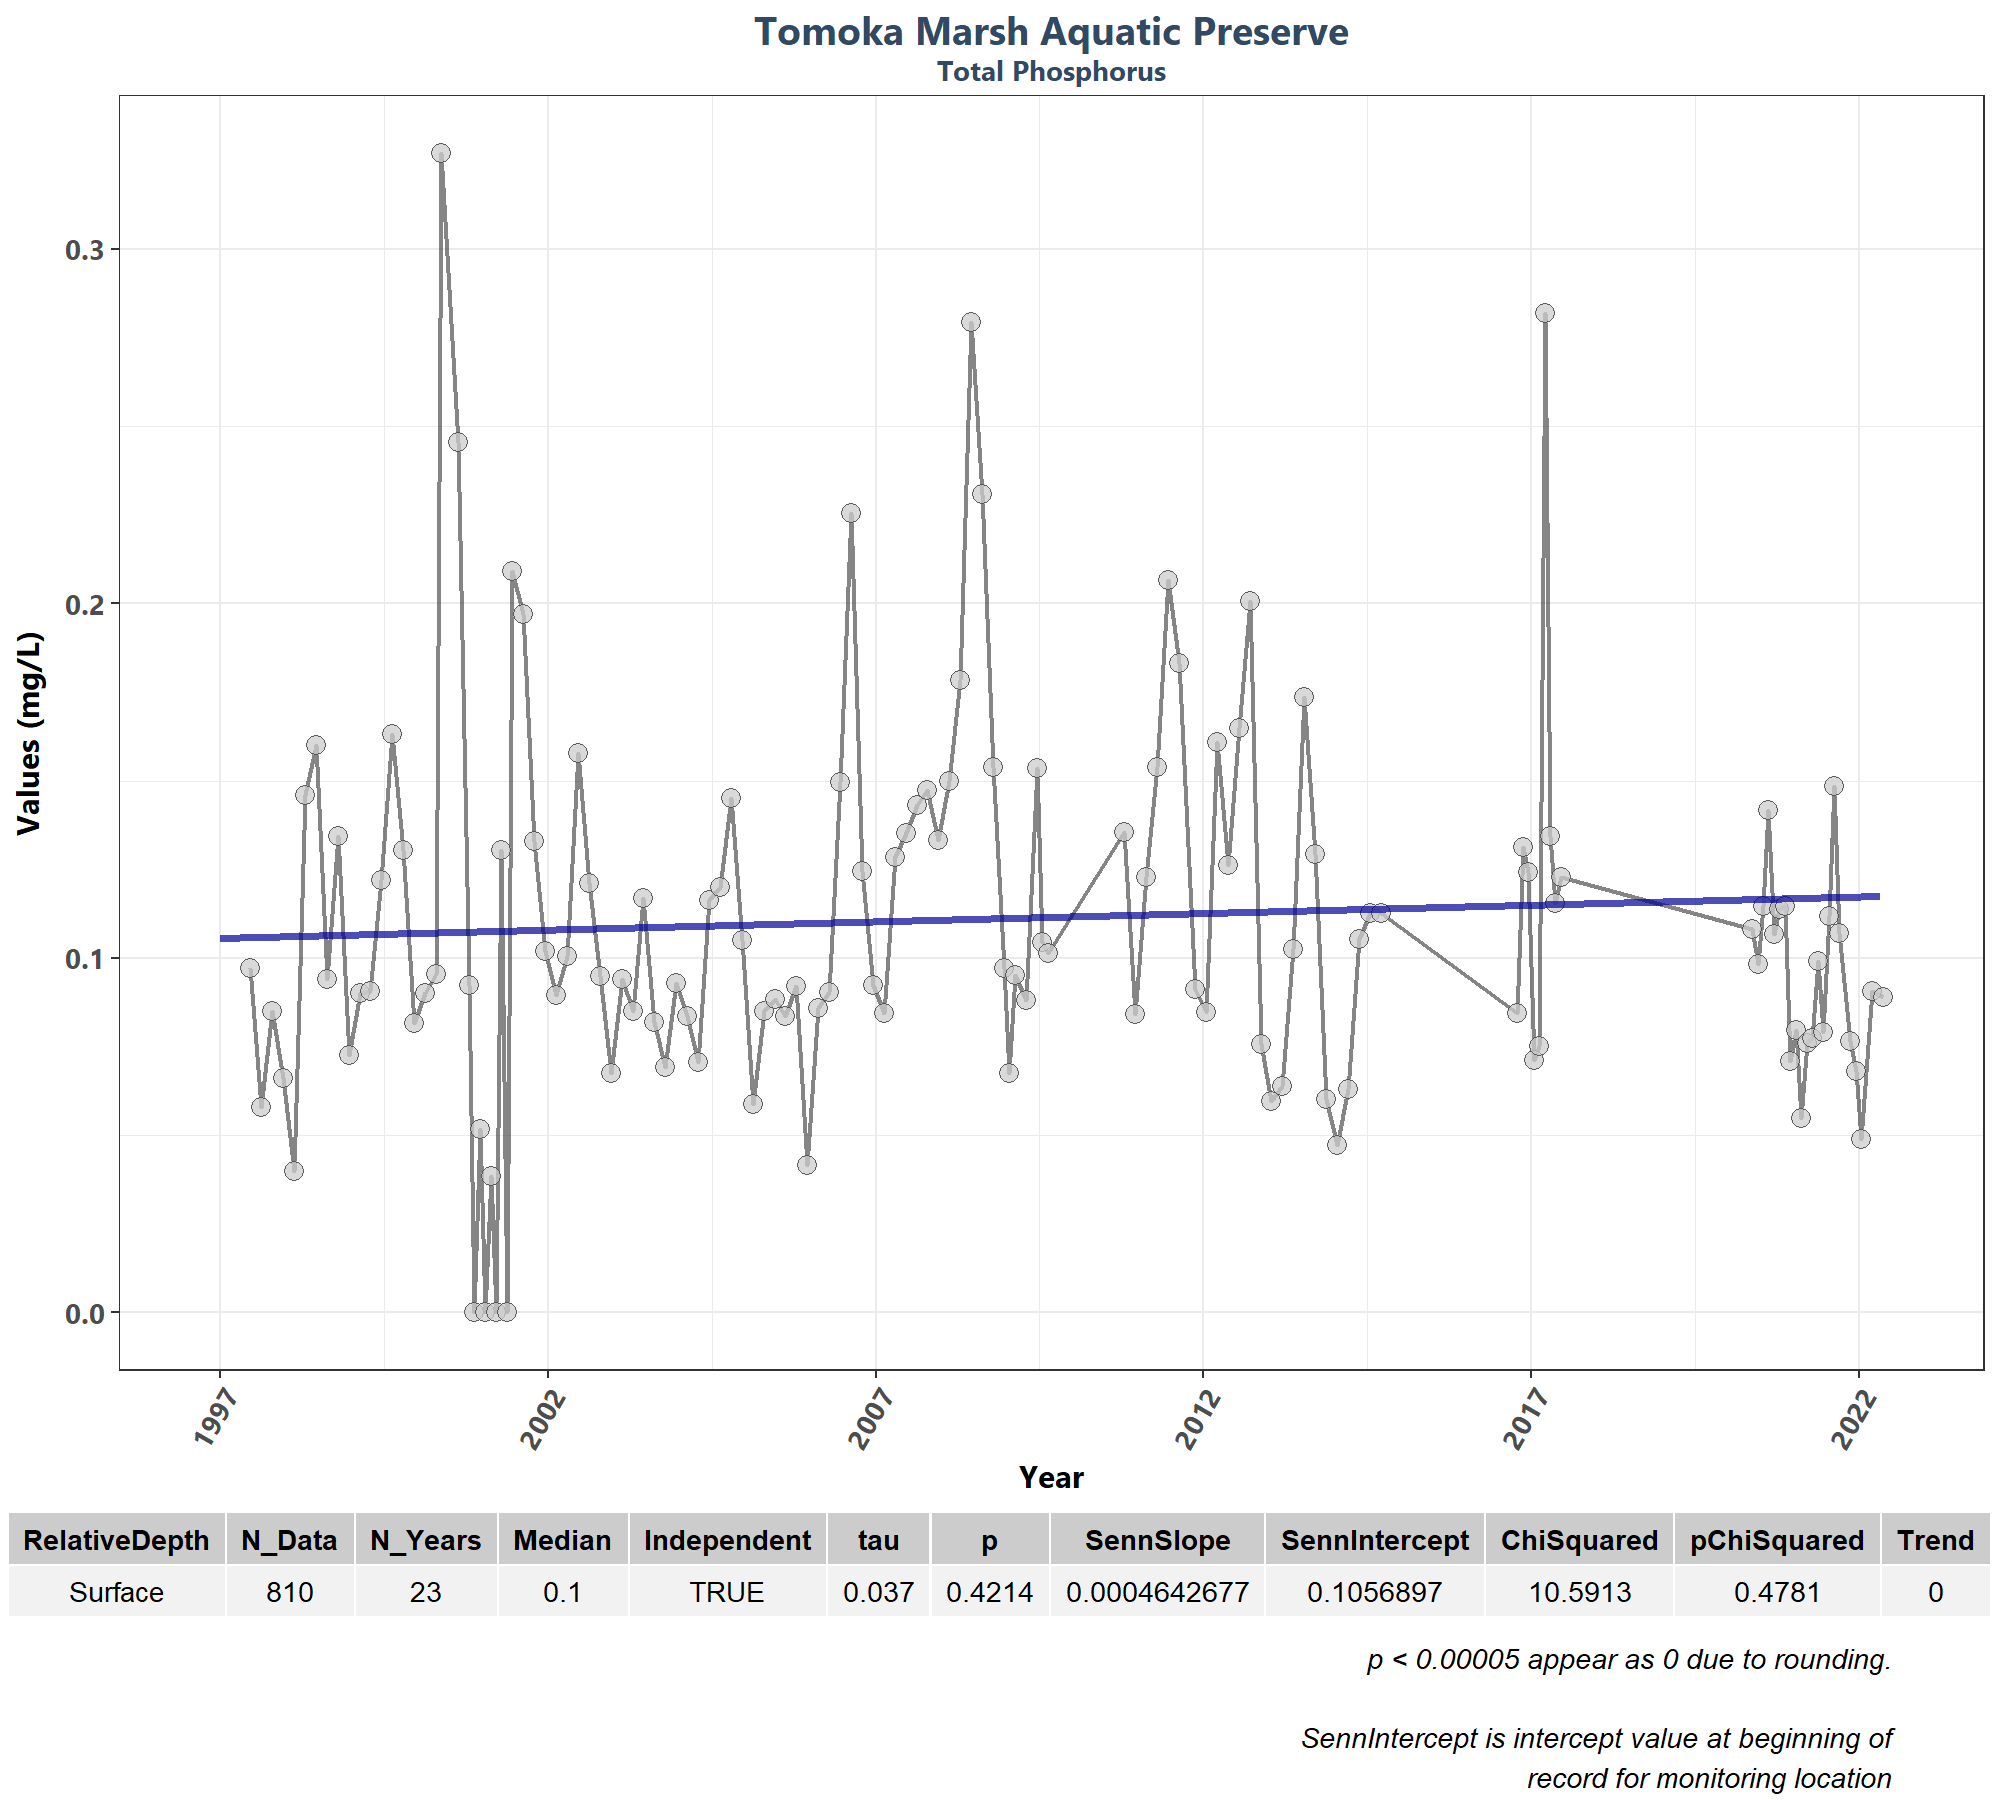 Tomoka Marsh Aquatic Preserve
Total Phosphorus
Values (mg/L)
0.3
0.2
0.1
0.0
1997 2002 2007 2012 2017 2022
Year
RelativeDepth N_Data N_Years Median Independent tau p SennSlope SennIntercept ChiSquared pChiSquared Trend
Surface 810 23 0.1 TRUE 0.037 0.4214 0.0004642677 0.1056897 10.5913 0.4781 0
p < 0.00005 appear as 0 due to rounding.
SennIntercept is intercept value at beginning of
record for monitoring location